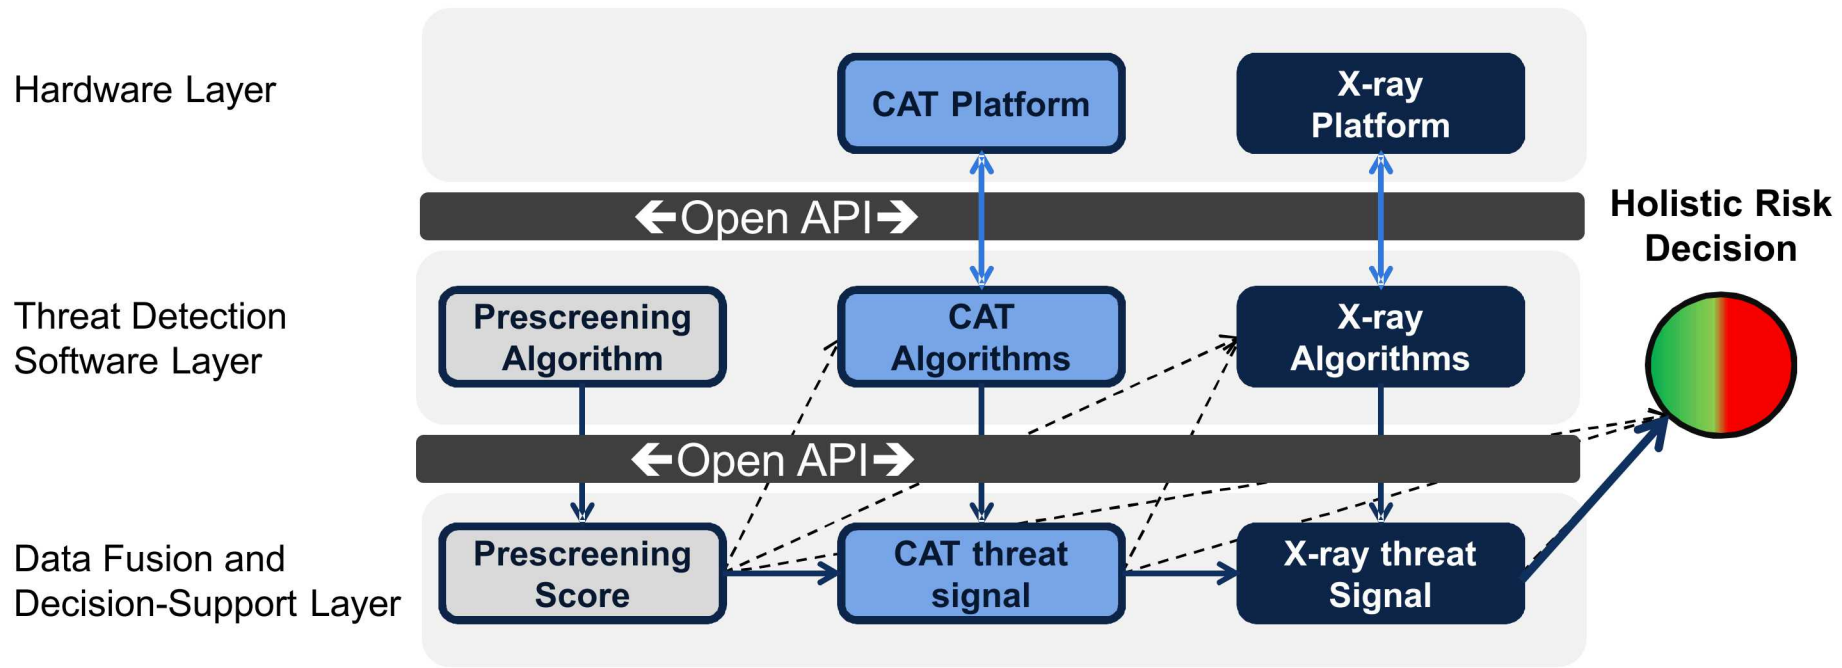 Hardware Layer
CAT Platform
X-ray
Platform
←Open API→
Holistic Risk
Decision
Threat Detection
Software Layer
Prescreening
Algorithm
CAT
Algorithms
X-ray
Algorithms
←Open API→
Data Fusion and
Decision-Support Layer
Prescreening
Score
CAT threat
signal
X-ray threat
Signal